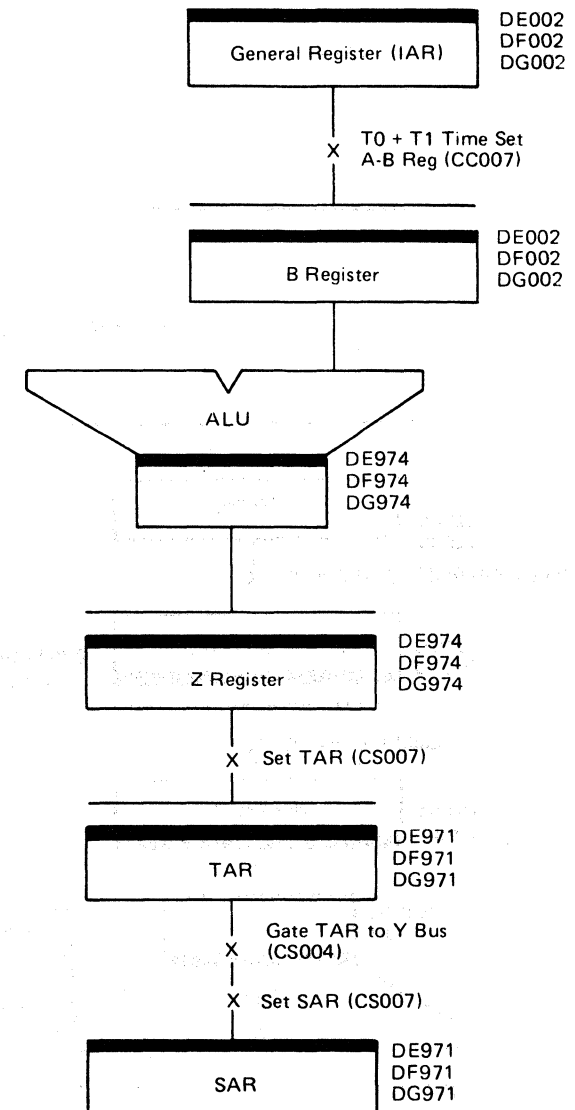 General Register (IAR)
DE002
DF002
DG002
T0 + T1 Time Set
A-B Reg (CC007)
B Register
DE002
DF002
DG002
ALU
DE974
DF974
DG974
Z Register
DE974
DF974
DG974
Set TAR (CS007)
TAR
DE971
DF971
DG971
Gate TAR to Y Bus
(CS004)
Set SAR (CS007)
SAR
DE971
DF971
DG971